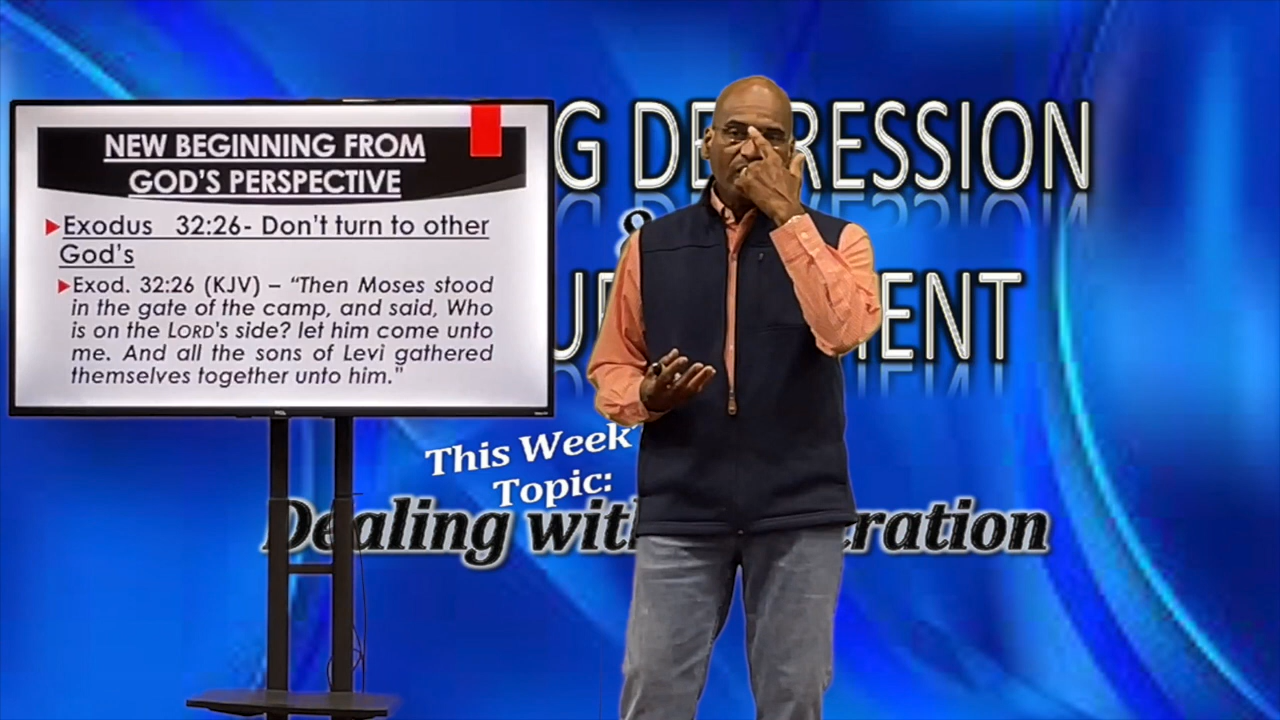 NEW BEGINNING FROM
GOD'S PERSPECTIVE
Exodus 32:26- Don't turn to other
God's
Exod. 32:26 (KJV) – “Then Moses stood
in the gate of the camp, and said, Who
is on the LORD's side? let him come unto
me. And all the sons of Levi gathered
themselves together unto him."
TCL
G DE RESSION
&
ENT
This Week'
Topic:
Dealing wit tration